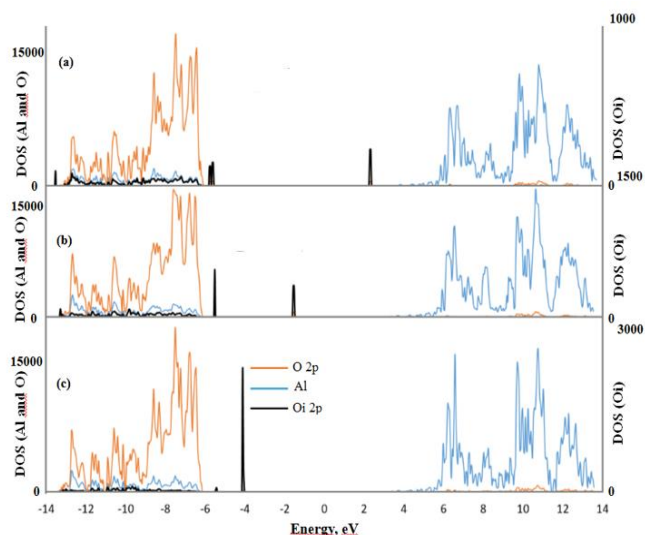 1000
15000
(a)
DOS (Al and O)
DOS (Oi)
0
1500
15000
(b)
DOS (Al and O)
DOS (Oi)
0
0
3000
15000
(c)
O 2p
Al
Oi 2p
DOS (Al and O)
DOS (Oi)
0
0
-14 -12 -10 -8 -6 -4 -2 0 2 4 6 8 10 12 14
Energy, eV